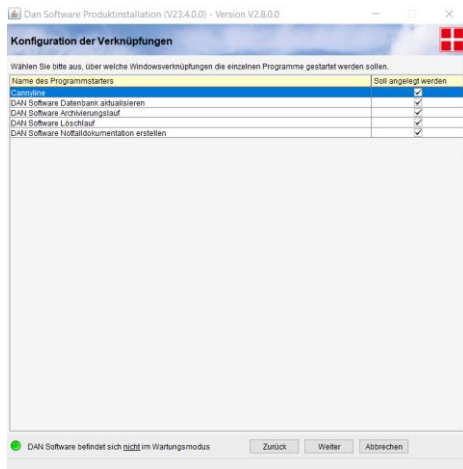 Dan Software Produktinstallation (V23.4.0.0) - Version V2.8.0.0
Konfiguration der Verknüpfungen
Wählen Sie bitte aus, über welche Windowsverknüpfungen die einzelnen Programme gestartet werden sollen.
Name des Programmstarters Soll angelegt werden
Cannyline
DAN Software Datenbank aktualisieren
DAN Software Archivierungslauf
DAN Software Löschlauf
DAN Software Notfalldokumentation erstellen
DAN Software befindet sich nicht im Wartungsmodus Zurück Weiter Abbrechen